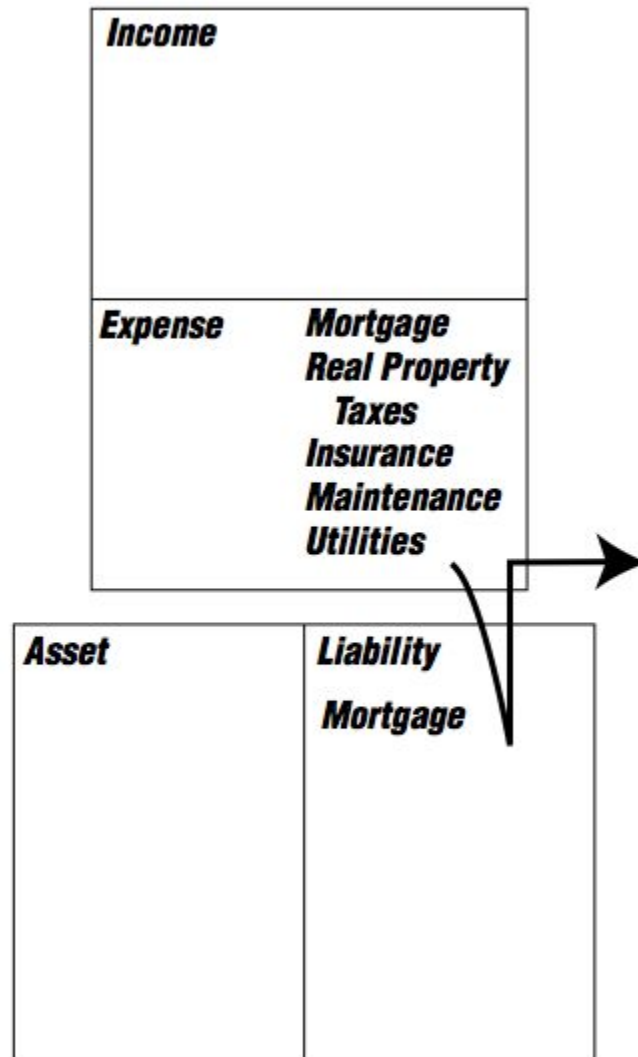 Income
Expense
Mortgage
Real Property
Taxes
Insurance
Maintenance
Utilities
Asset
Liability
Mortgage